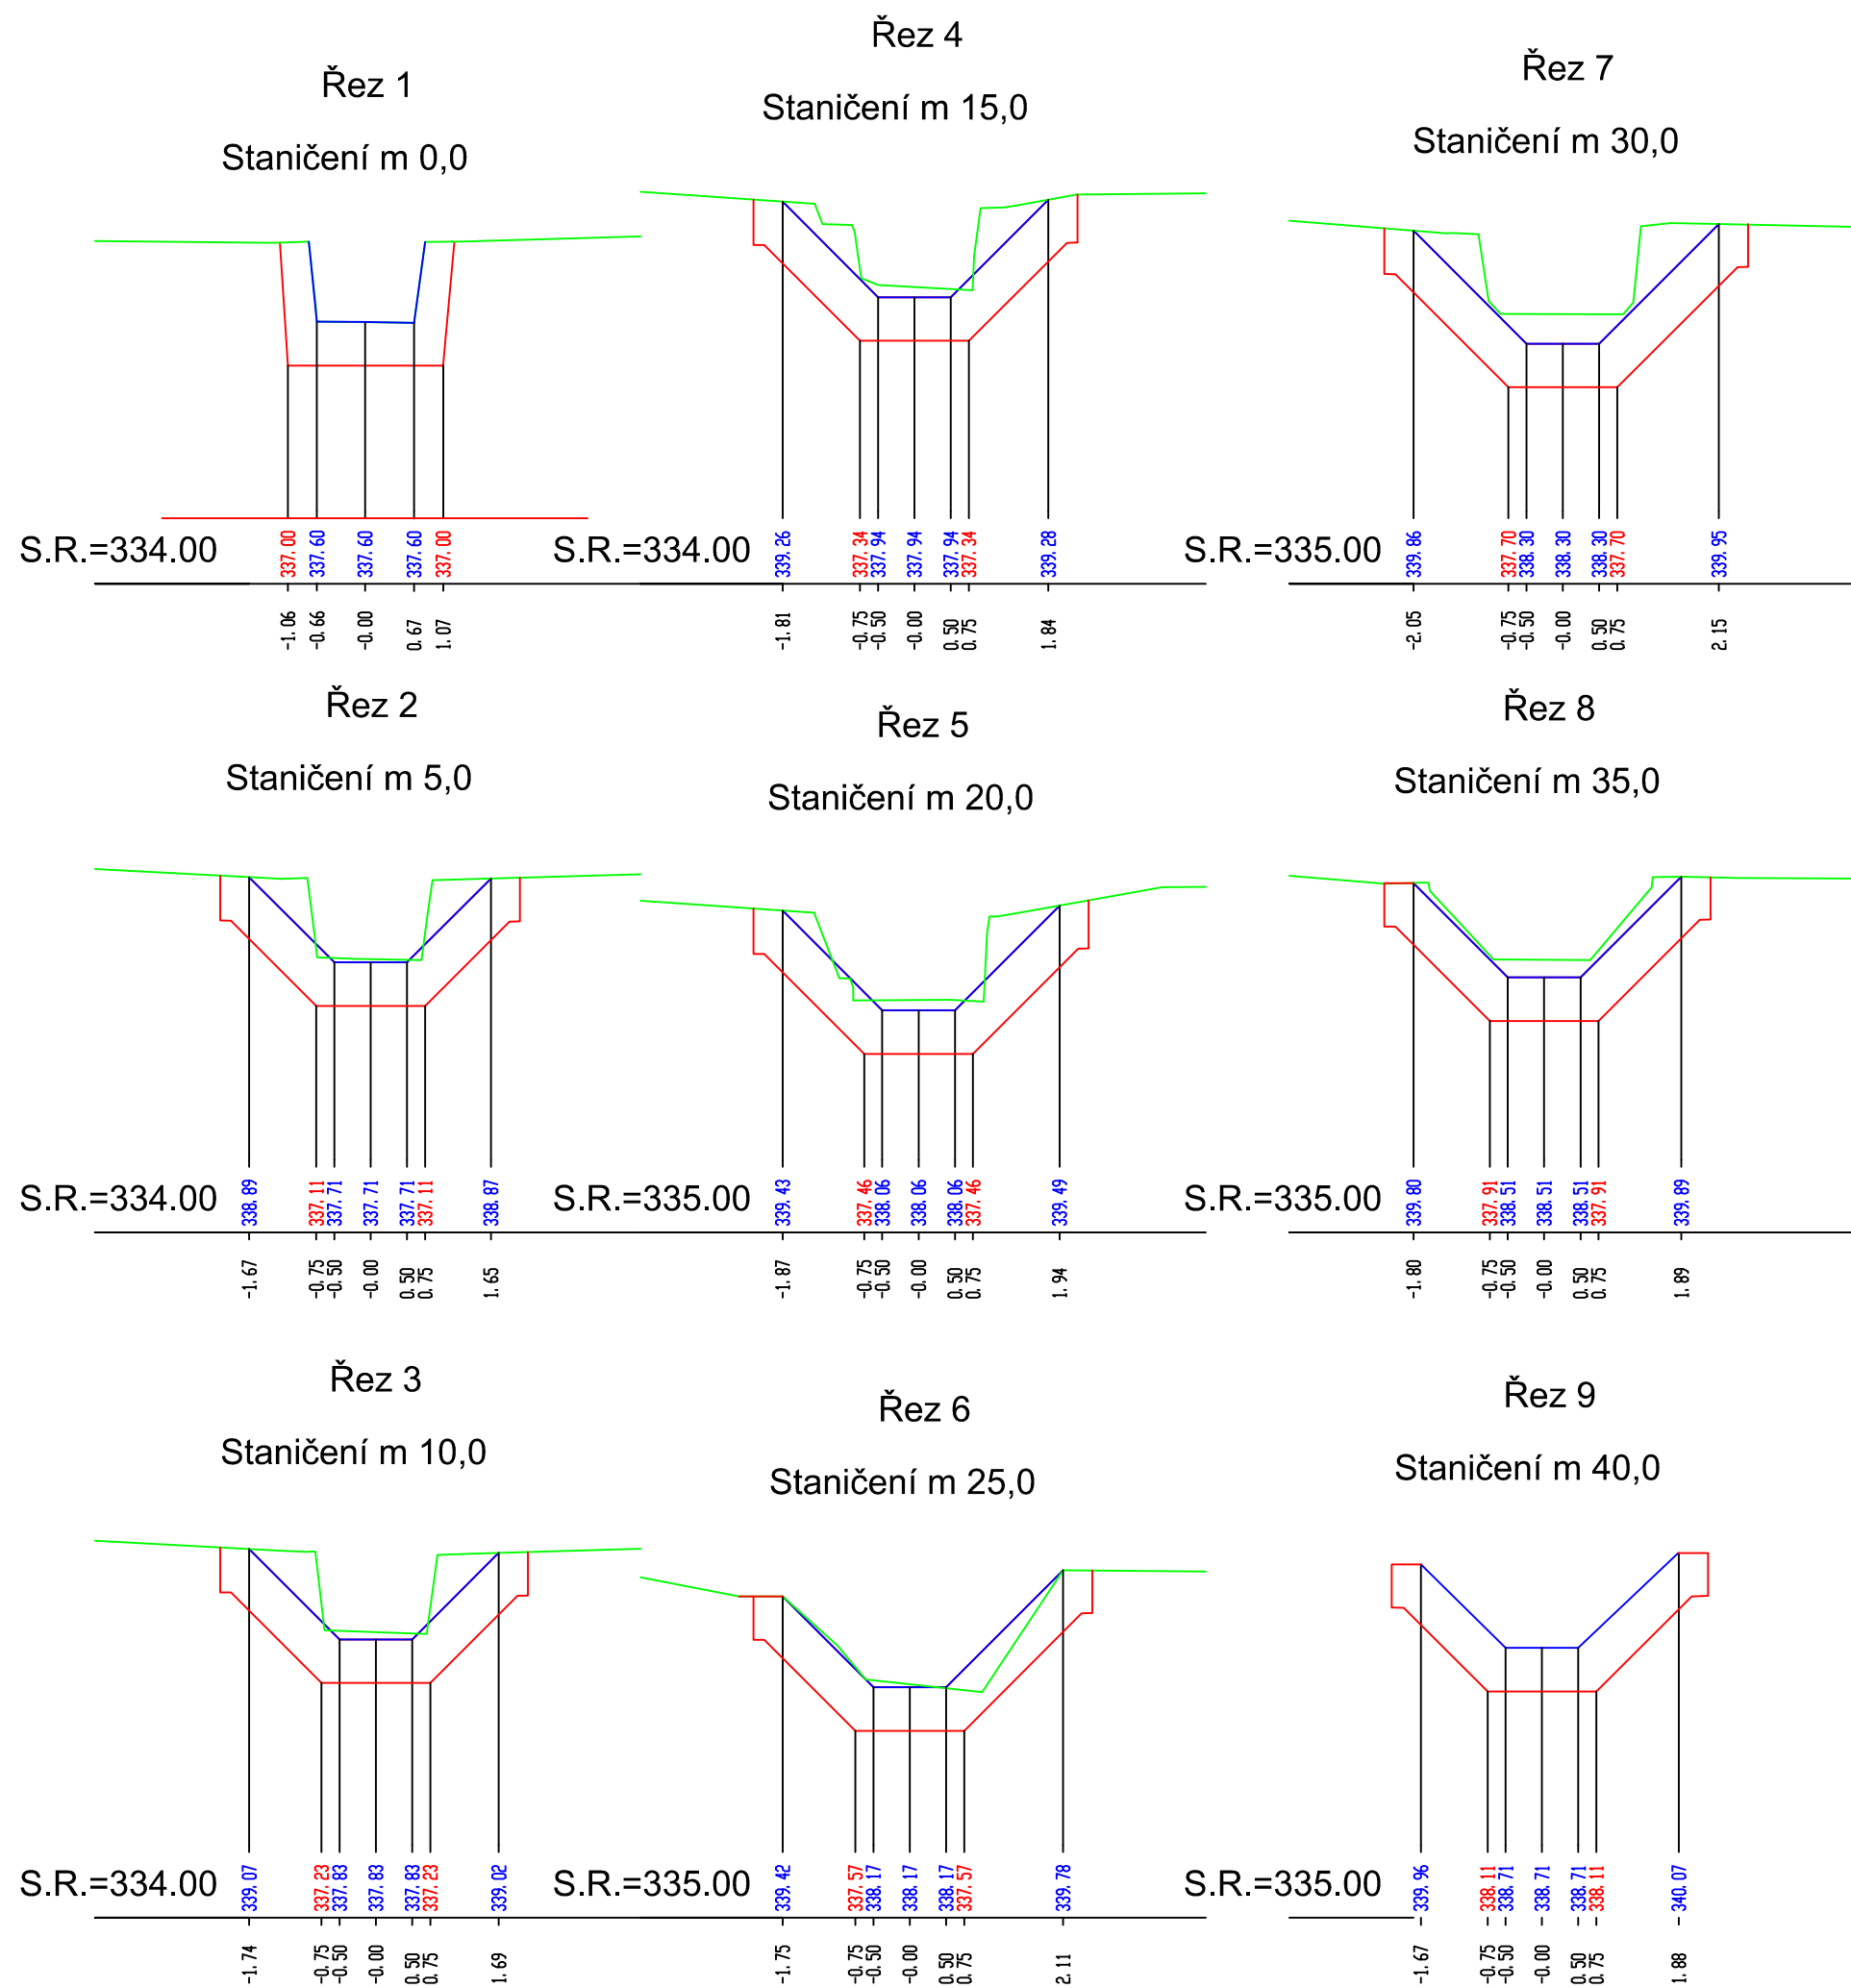 Řez 1
Staničení m 0,0
S.R.=334.00
337.00 337.60 337.60 337.60 337.00
-1.06 -0.66 -0.00 0.67 1.07
Řez 2
Staničení m 5,0
S.R.=334.00
338.89 337.11 337.71 337.71 337.71 337.11 338.87
-1.67 -0.75 -0.50 -0.00 0.50 0.75 1.65
Řez 3
Staničení m 10,0
S.R.=334.00
339.07 337.23 337.83 337.83 337.83 337.23 339.02
-1.74 -0.75 -0.50 -0.00 0.50 0.75 1.69
Řez 4
Staničení m 15,0
S.R.=334.00
339.26 337.34 337.94 337.94 337.94 337.34 339.28
-1.81 -0.75 -0.50 -0.00 0.50 0.75 1.84
Řez 5
Staničení m 20,0
S.R.=335.00
339.43 337.46 338.06 338.06 338.06 337.46 339.49
-1.87 -0.75 -0.50 -0.00 0.50 0.75 1.94
Řez 6
Staničení m 25,0
S.R.=335.00
339.42 337.57 338.17 338.17 338.17 337.57 339.78
-1.75 -0.75 -0.50 -0.00 0.50 0.75 2.11
Řez 7
Staničení m 30,0
S.R.=335.00
339.86 337.70 338.30 338.30 338.30 337.70 339.95
-2.05 -0.75 -0.50 -0.00 0.50 0.75 2.15
Řez 8
Staničení m 35,0
S.R.=335.00
339.80 337.91 338.51 338.51 338.51 337.91 339.89
-1.80 -0.75 -0.50 -0.00 0.50 0.75 1.89
Řez 9
Staničení m 40,0
S.R.=335.00
339.96 338.11 338.71 338.71 338.71 338.11 340.07
-1.67 -0.75 -0.50 -0.00 0.50 0.75 1.88